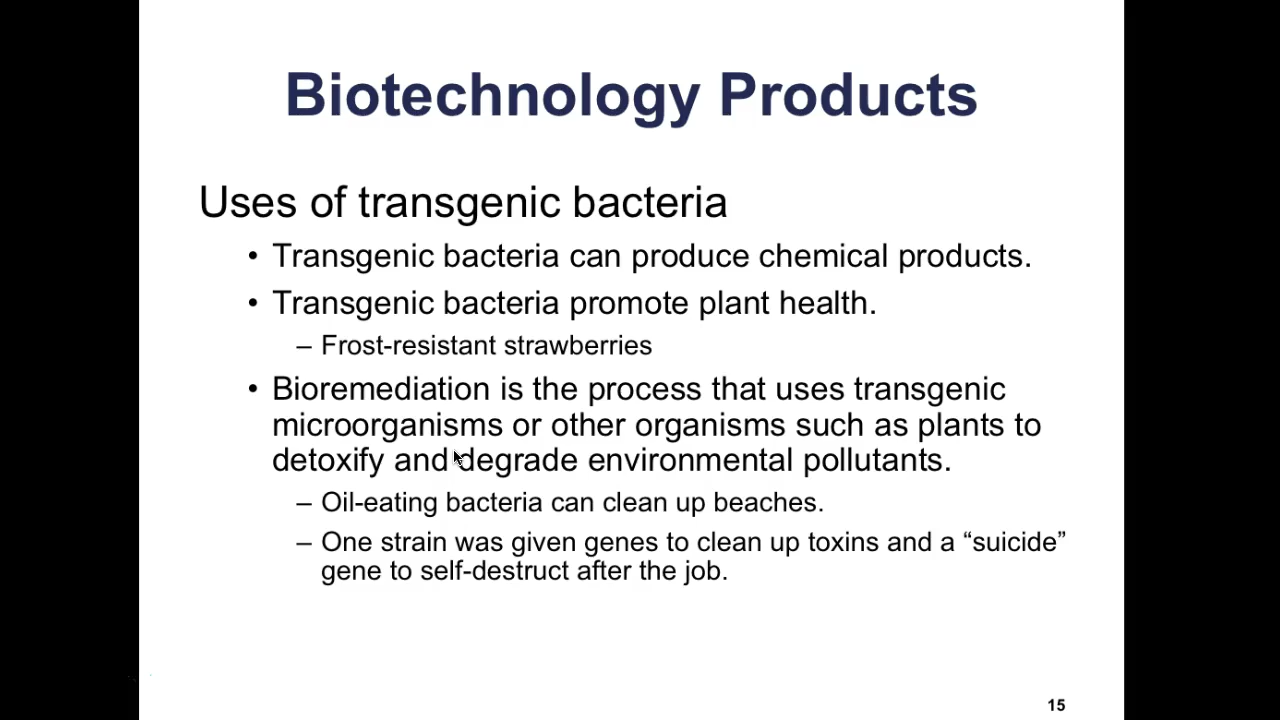 Biotechnology Products
Uses of transgenic bacteria
• Transgenic bacteria can produce chemical products.
• Transgenic bacteria promote plant health.
– Frost-resistant strawberries
• Bioremediation is the process that uses transgenic
microorganisms or other organisms such as plants to
detoxify and degrade environmental pollutants.
– Oil-eating bacteria can clean up beaches.
– One strain was given genes to clean up toxins and a “suicide”
gene to self-destruct after the job.
15